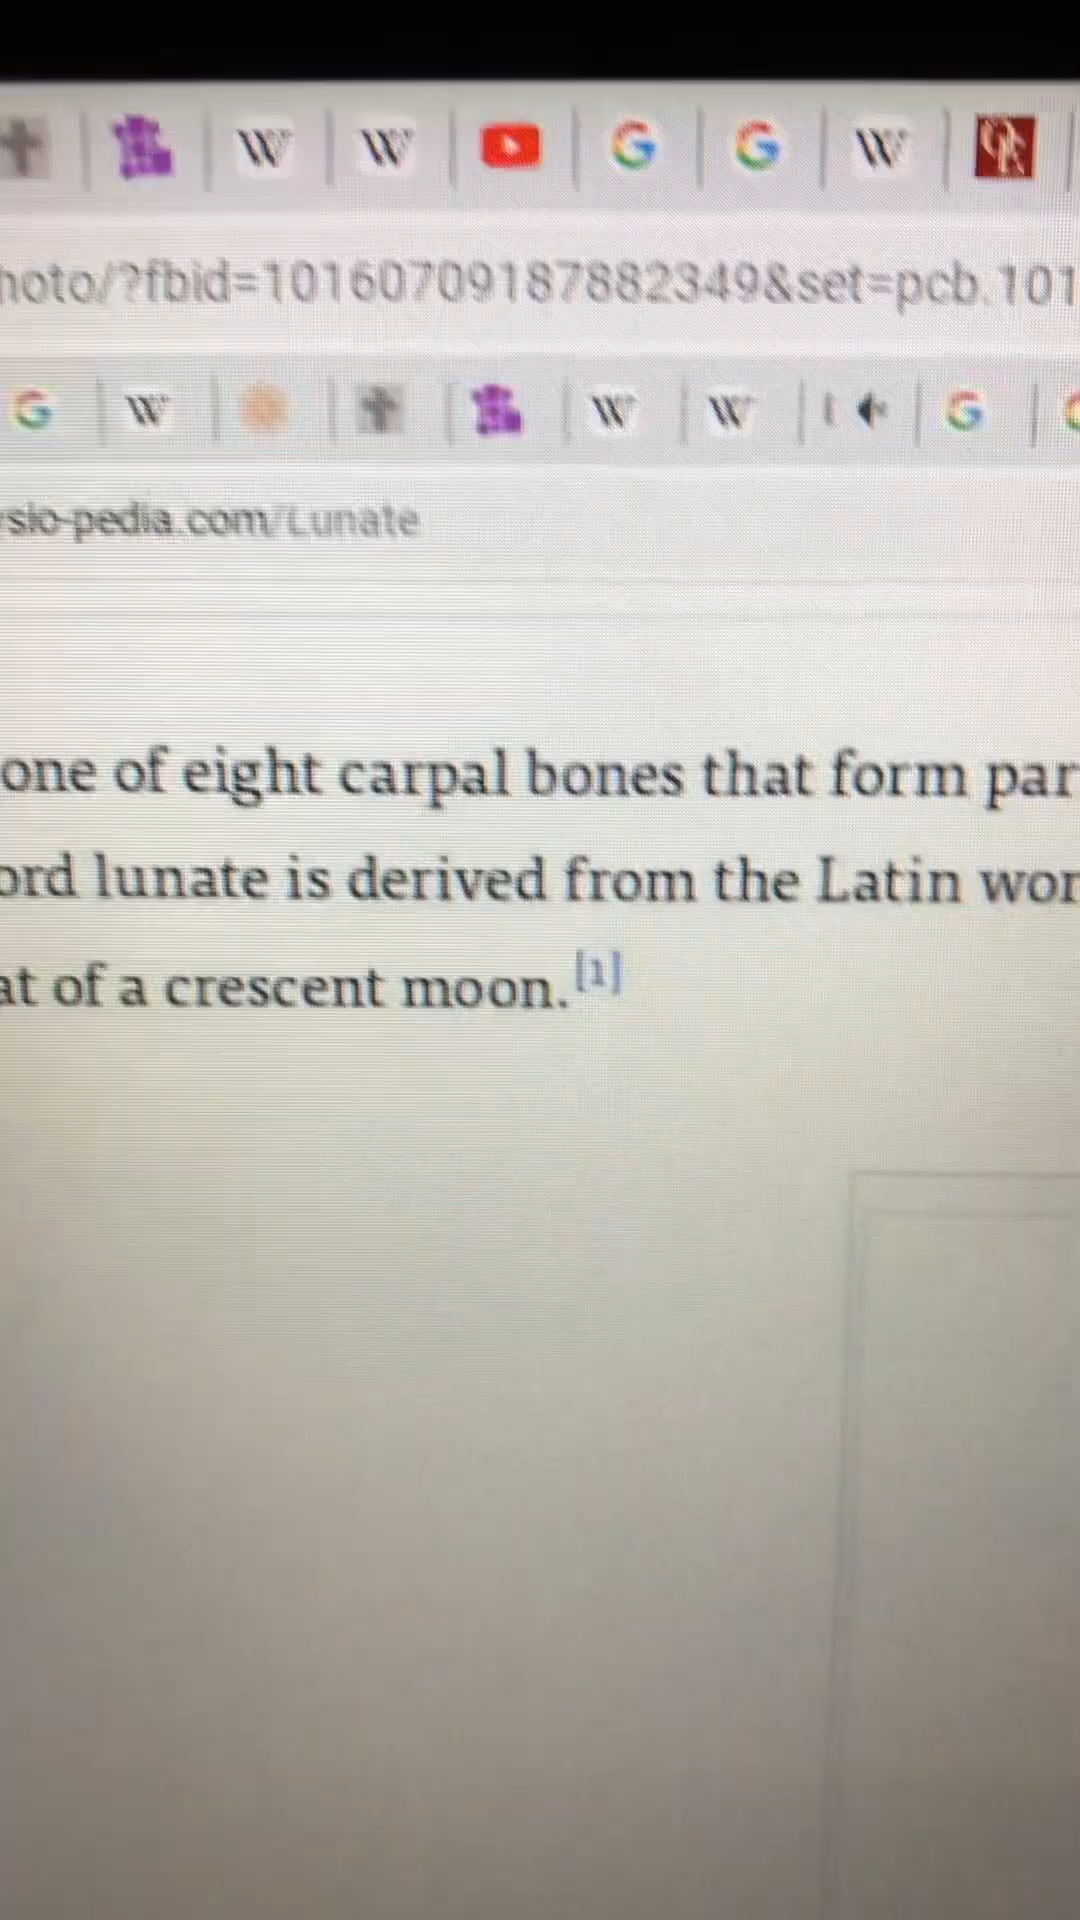 W W G G W
hoto/?fbid=10160709187882349&set=pcb.101
G W W W G
sio-pedia.com/Lunate
one of eight carpal bones that form par
ord lunate is derived from the Latin wor
at of a crescent moon.[1]